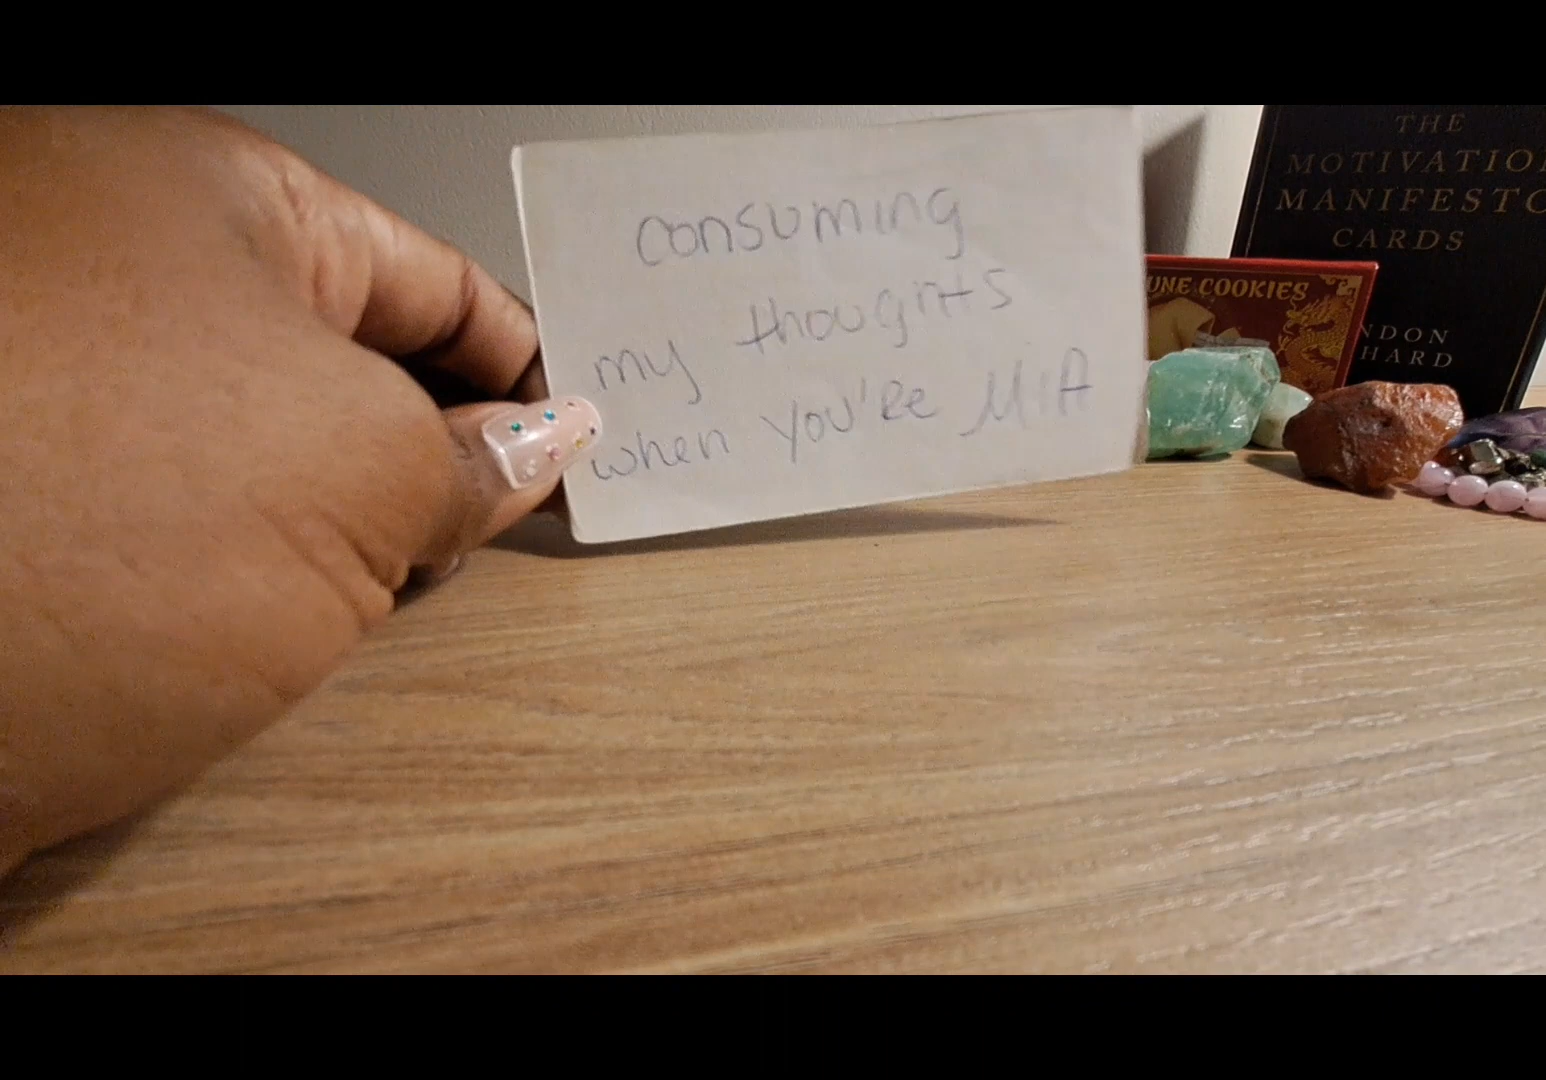 consuming
my thoughts
when you're MIA
THE
MOTIVATIO
MANIFESTO
CARDS
UNE COOKIES
NDON
HARD